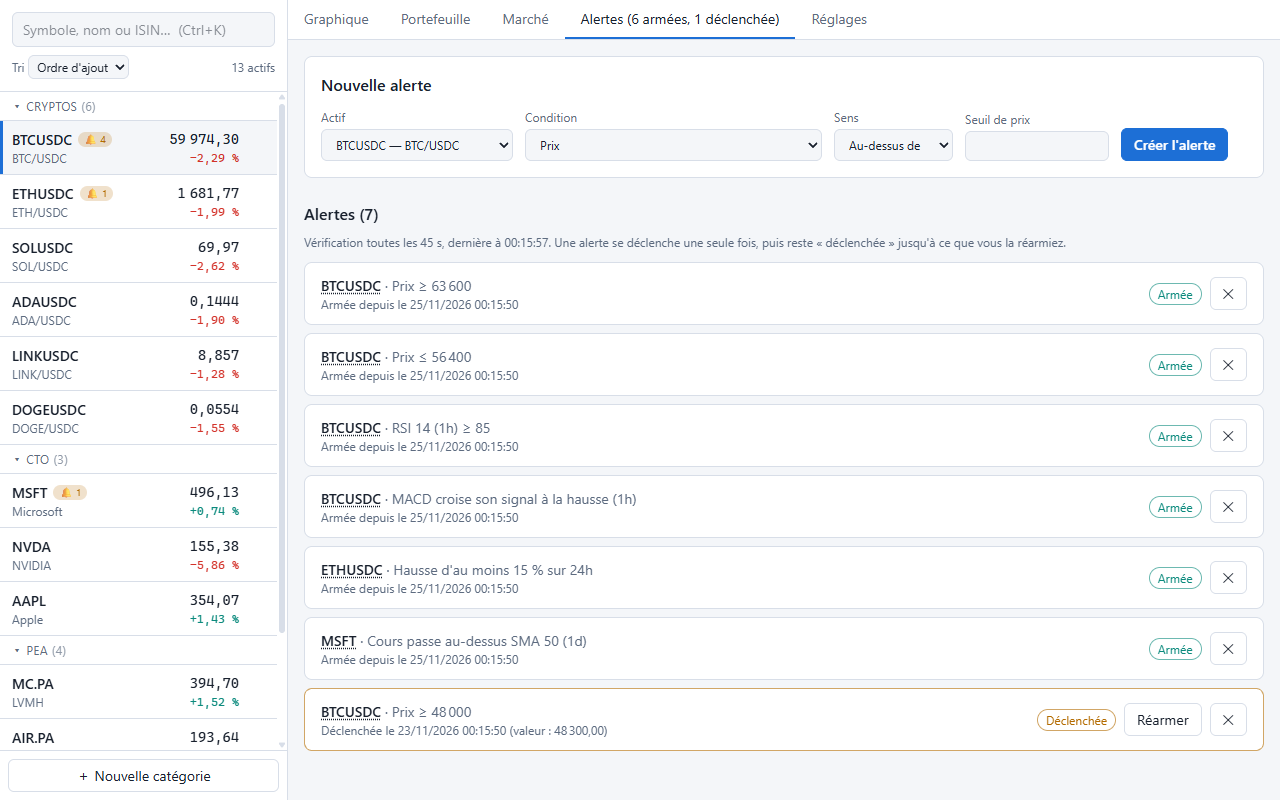 Symbole, nom ou ISIN… (Ctrl+K)
Tri Ordre d'ajout 13 actifs
CRYPTOS (6)
BTCUSDC 4 59 974,30
BTC/USDC −2,29 %
ETHUSDC 1 1 681,77
ETH/USDC −1,99 %
SOLUSDC 69,97
SOL/USDC −2,62 %
ADAUSDC 0,1444
ADA/USDC −1,90 %
LINKUSDC 8,857
LINK/USDC −1,28 %
DOGEUSDC 0,0554
DOGE/USDC −1,55 %
CTO (3)
MSFT 1 496,13
Microsoft +0,74 %
NVDA 155,38
NVIDIA −5,86 %
AAPL 354,07
Apple +1,43 %
PEA (4)
MC.PA 394,70
LVMH +1,52 %
AIR.PA 193,64
+ Nouvelle catégorie
Graphique Portefeuille Marché Alertes (6 armées, 1 déclenchée) Réglages
Nouvelle alerte
Actif Condition Sens Seuil de prix
BTCUSDC — BTC/USDC Prix Au-dessus de Créer l'alerte
Alertes (7)
Vérification toutes les 45 s, dernière à 00:15:57. Une alerte se déclenche une seule fois, puis reste « déclenchée » jusqu'à ce que vous la réarmiez.
BTCUSDC · Prix ≥ 63 600
Armée depuis le 25/11/2026 00:15:50
Armée
BTCUSDC · Prix ≤ 56 400
Armée depuis le 25/11/2026 00:15:50
Armée
BTCUSDC · RSI 14 (1h) ≥ 85
Armée depuis le 25/11/2026 00:15:50
Armée
BTCUSDC · MACD croise son signal à la hausse (1h)
Armée depuis le 25/11/2026 00:15:50
Armée
ETHUSDC · Hausse d'au moins 15 % sur 24h
Armée depuis le 25/11/2026 00:15:50
Armée
MSFT · Cours passe au-dessus SMA 50 (1d)
Armée depuis le 25/11/2026 00:15:50
Armée
BTCUSDC · Prix ≥ 48 000
Déclenchée le 23/11/2026 00:15:50 (valeur : 48 300,00)
Déclenchée Réarmer